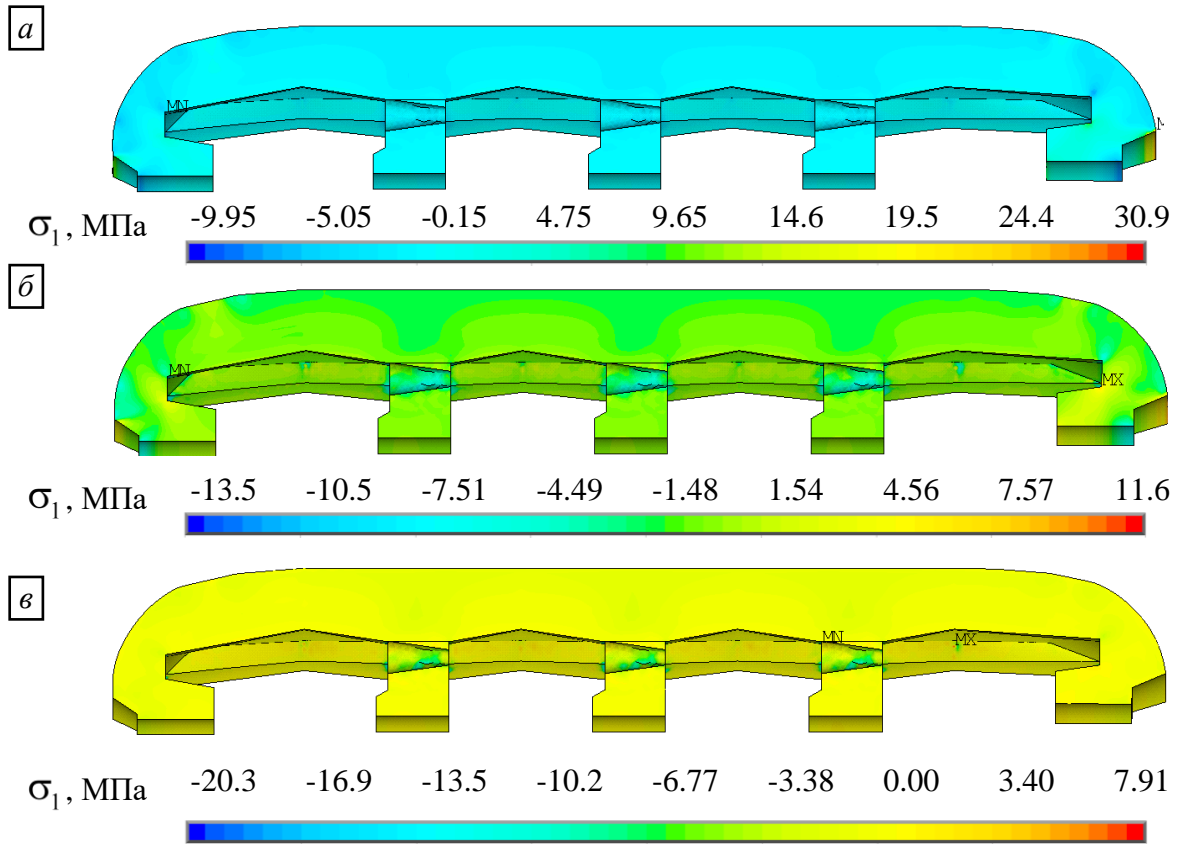 а
MN
σ₁, МПа -9.95 -5.05 -0.15 4.75 9.65 14.6 19.5 24.4 30.9
б
MN
MX
σ₁, МПа -13.5 -10.5 -7.51 -4.49 -1.48 1.54 4.56 7.57 11.6
в
MN MX
σ₁, МПа -20.3 -16.9 -13.5 -10.2 -6.77 -3.38 0.00 3.40 7.91